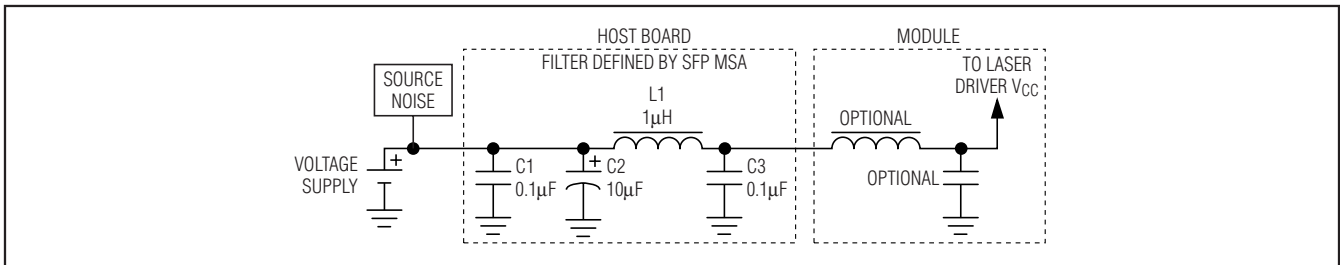 HOST BOARD
FILTER DEFINED BY SFP MSA
MODULE
SOURCE
NOISE
TO LASER
DRIVER VCC
L1
1μH
OPTIONAL
VOLTAGE
SUPPLY
+
C1
0.1μF
+
C2
10μF
C3
0.1μF
OPTIONAL